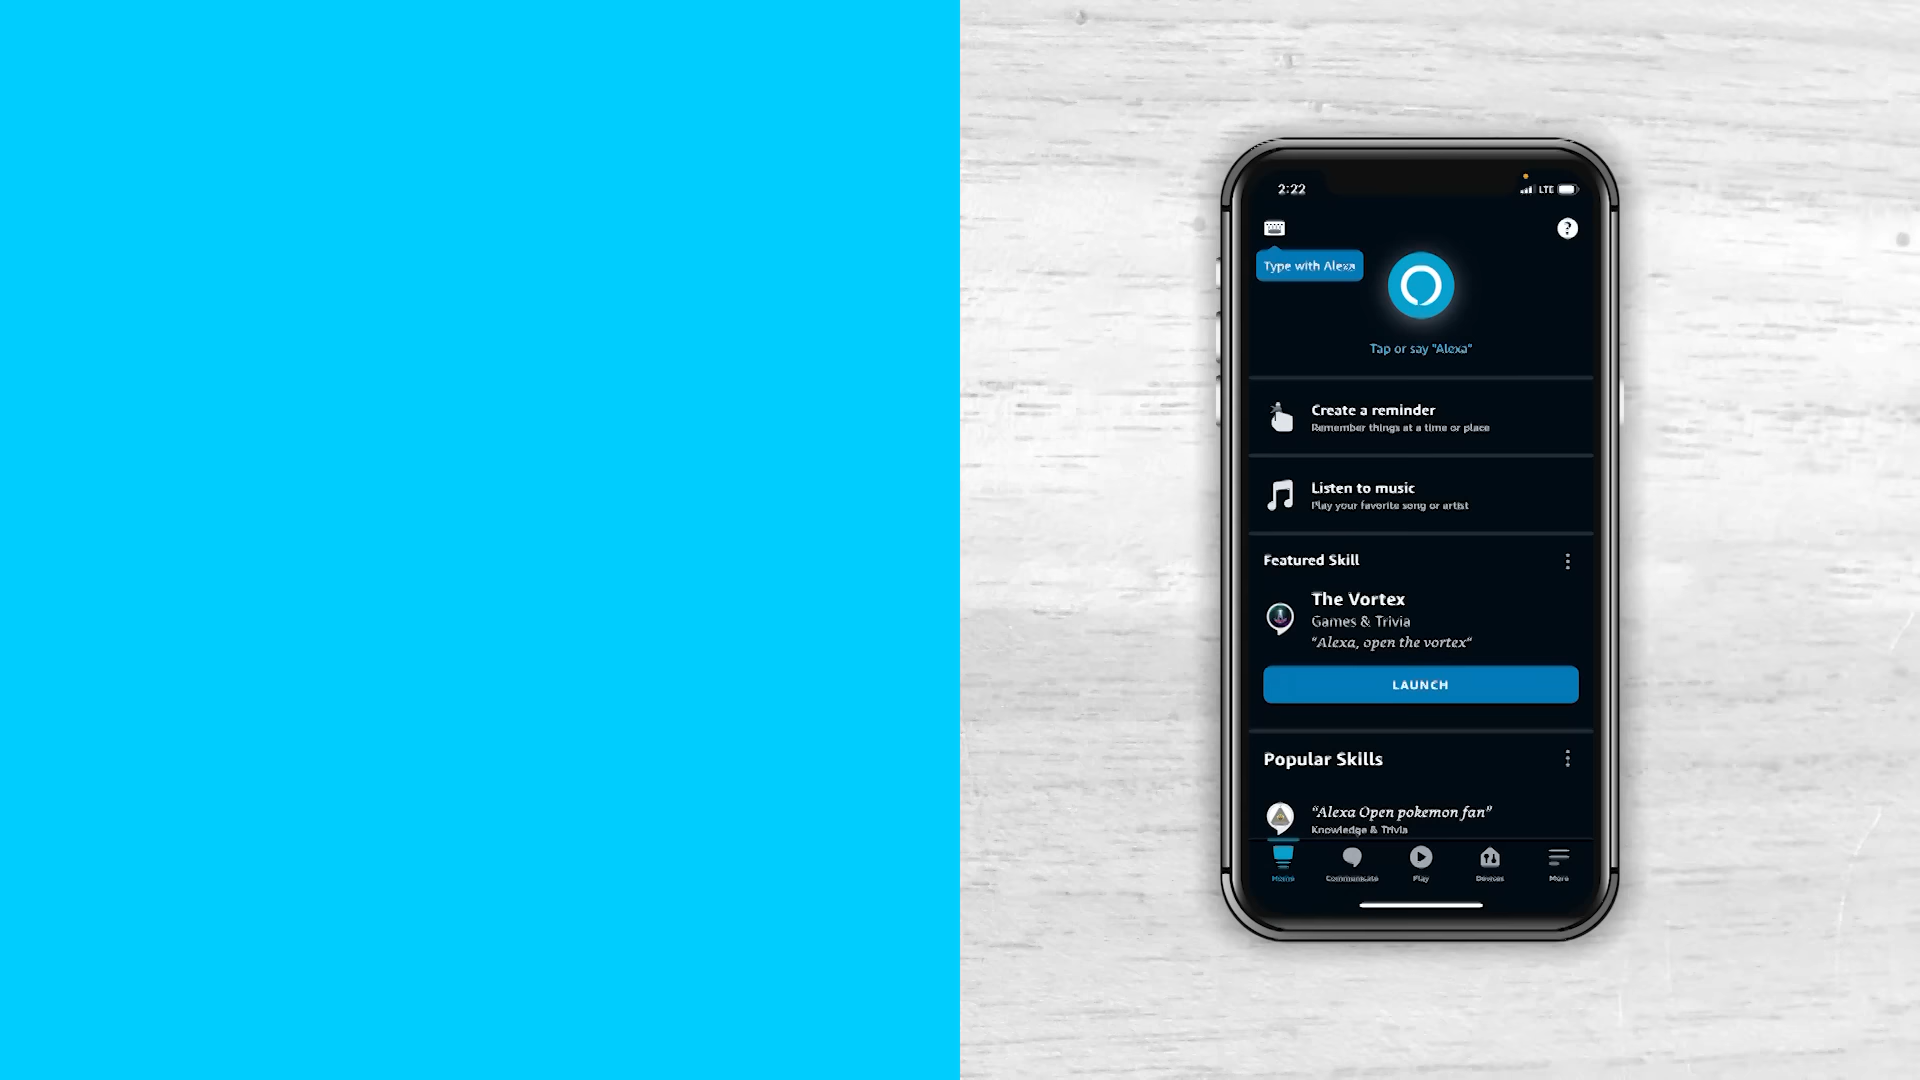 2:22
LTE
?
Type with Alexa
Tap or say "Alexa"
Create a reminder
Remember things at a time or place
Listen to music
Play your favorite song or artist
Featured Skill
The Vortex
Games & Trivia
"Alexa, open the vortex"
LAUNCH
Popular Skills
“Alexa Open pokemon fan”
Knowledge & Trivia
Home Communicate Play Devices More